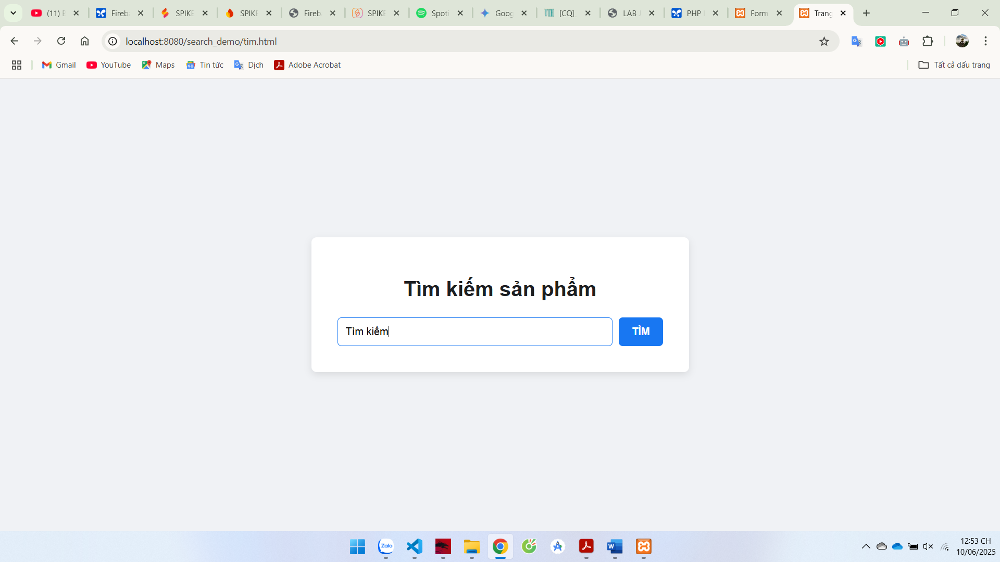 (11) E
Fireb
SPIKE
SPIKE
Fireb
SPIKE
Spoti
Goog
[CQ]_
LAB
PHP
Form
Trang
localhost:8080/search_demo/tim.html
Gmail
YouTube
Maps
Tin tức
Dịch
Adobe Acrobat
Tất cả dấu trang
Tìm kiếm sản phẩm
Tìm kiếm
TÌM
Zalo
12:53 CH
10/06/2025